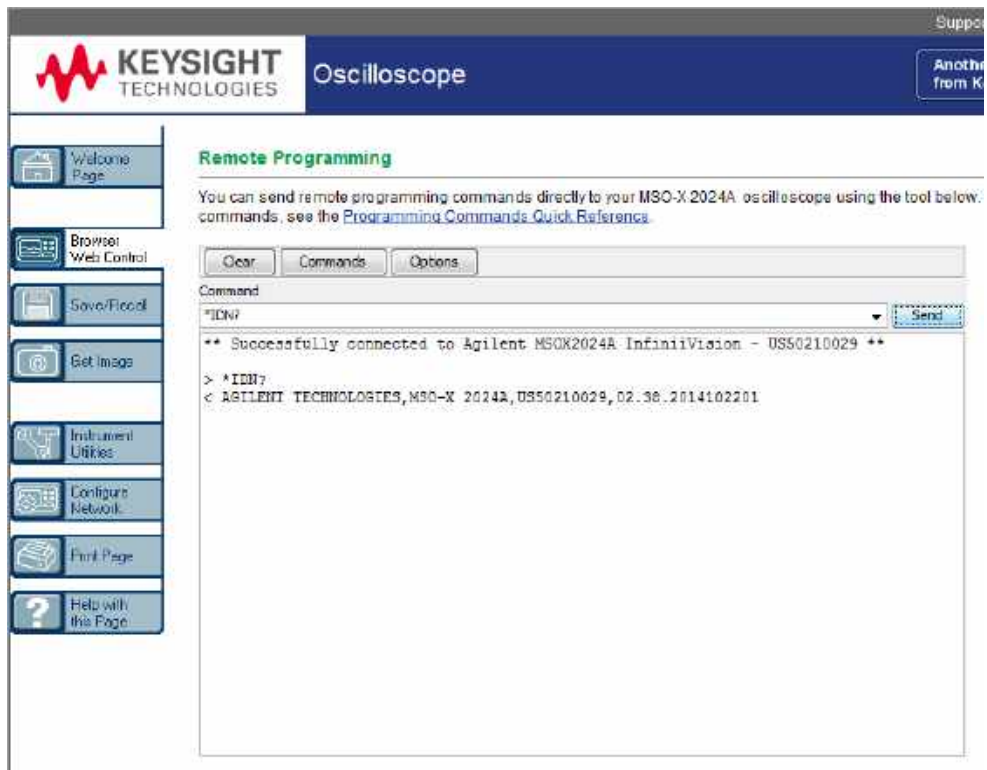 Suppo
KEYSIGHT
TECHNOLOGIES
Oscilloscope
Anothe
from K
Welcome
Page
Browser
Web Control
Save/Recall
Get Image
Instrument
Utilities
Configure
Network
Print Page
Help with
this Page
Remote Programming
You can send remote programming commands directly to your MSO-X 2024A oscilloscope using the tool below.
commands, see the Programming Commands Quick Reference.
Clear Commands Options
Command
*IDN?
Send
** Successfully connected to Agilent MSOX2024A InfiniiVision - US50210029 **
> *IDN?
< AGILENT TECHNOLOGIES,MSO-X 2024A,US50210029,02.38.2014102201